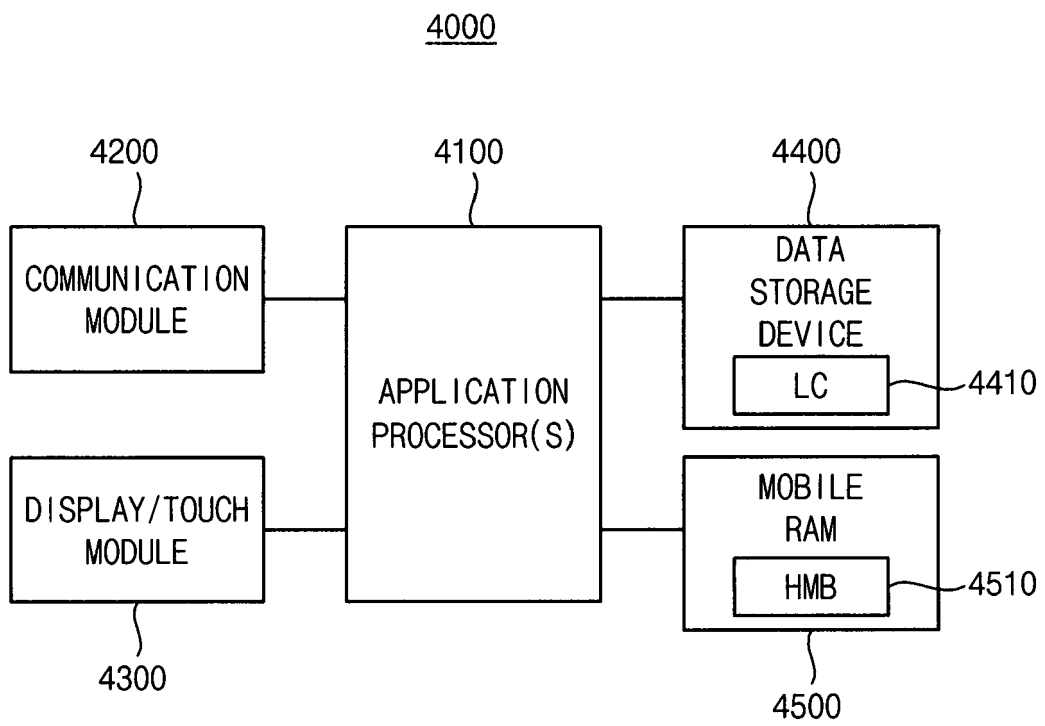 4000
4200
4100
4400
COMMUNICATION
MODULE
APPLICATION
PROCESSOR(S)
DATA
STORAGE
DEVICE
LC
4410
DISPLAY/TOUCH
MODULE
MOBILE
RAM
HMB
4510
4300
4500